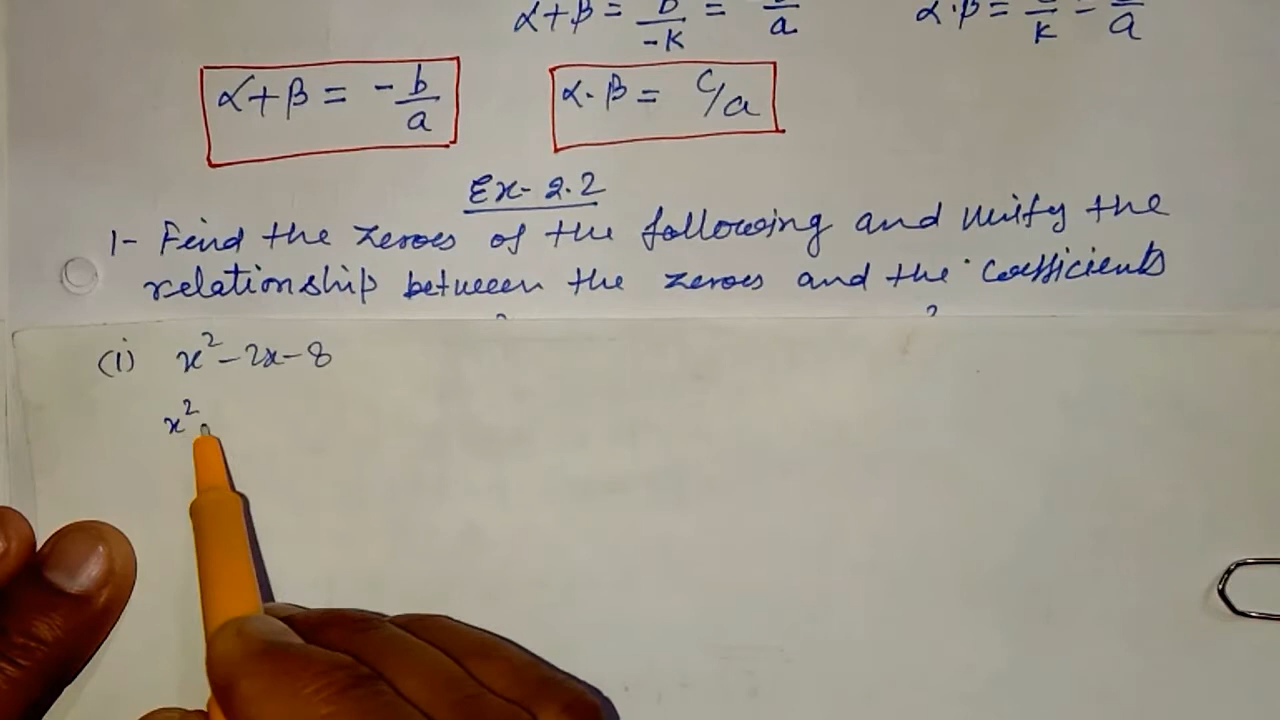 α+β = b/-K = /a α·β = /K = /a
α+β = -b/a α·β = c/a
Ex- 2.2
1- Find the zeroes of the following and verify the
relationship between the zeroes and the coefficients
(i) x² - 2x - 8
x²